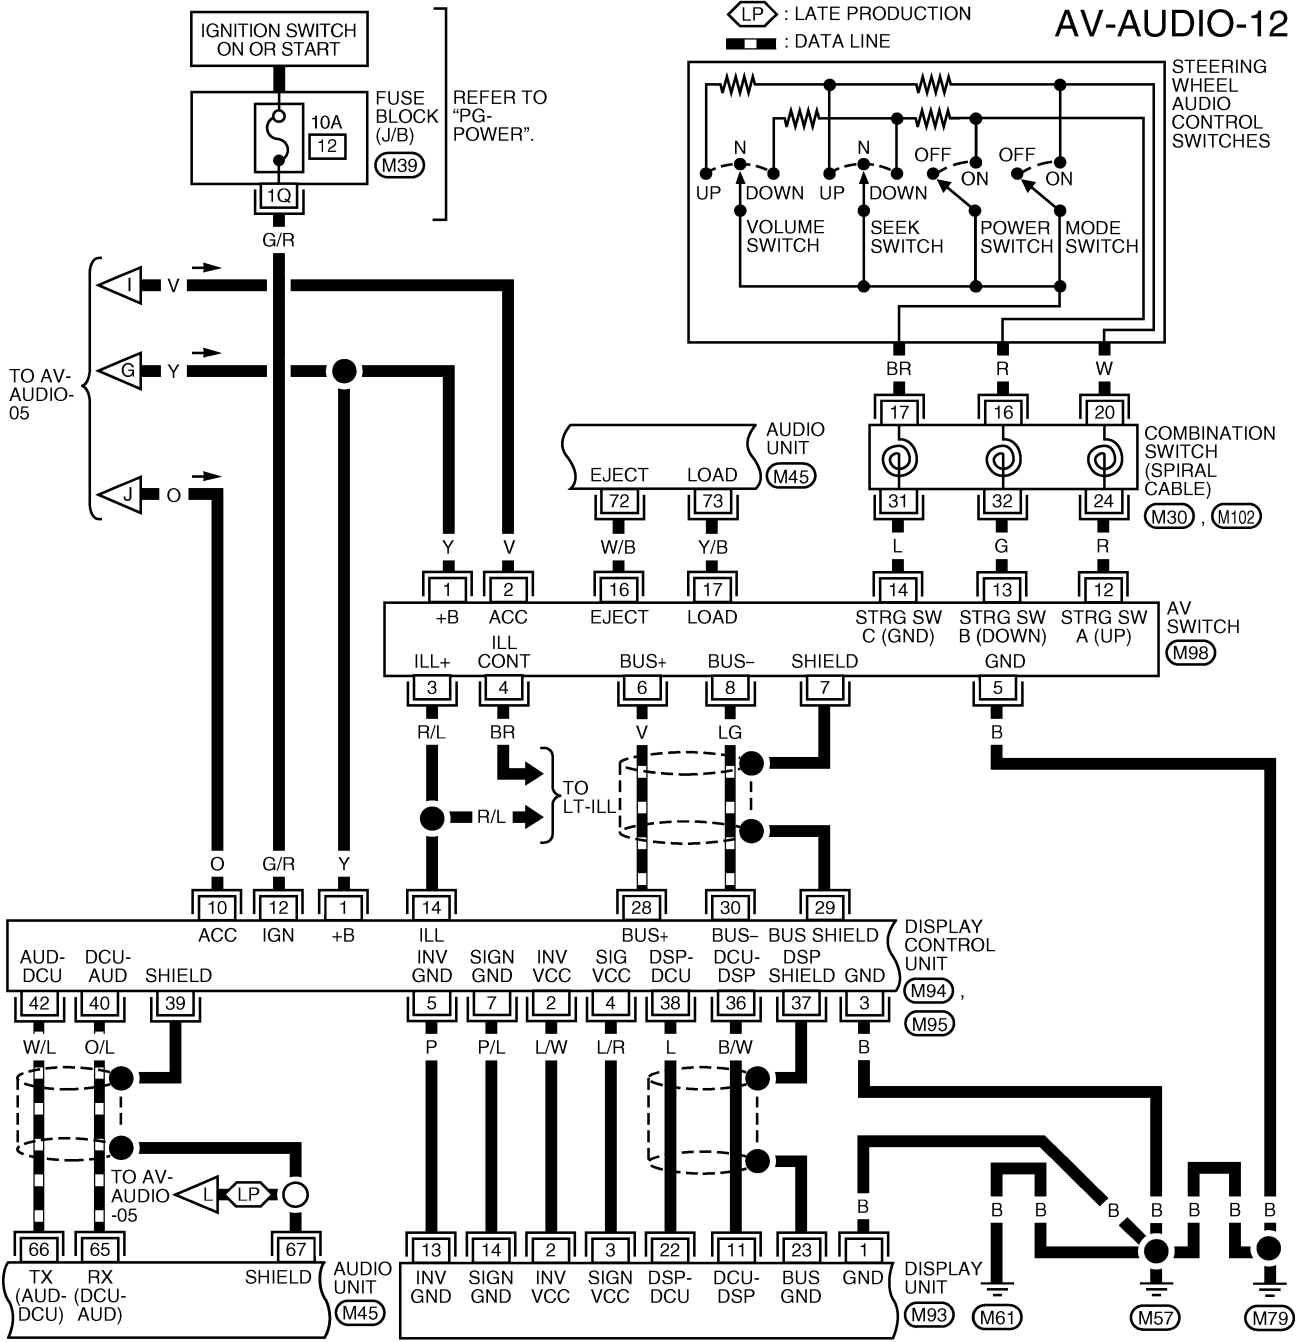 LP : LATE PRODUCTION
: DATA LINE
AV-AUDIO-12
IGNITION SWITCH
ON OR START
FUSE
BLOCK
(J/B)
M39
10A
12
1Q
REFER TO
“PG-
POWER”.
G/R
STEERING
WHEEL
AUDIO
CONTROL
SWITCHES
N
UP
DOWN
VOLUME
SWITCH
N
UP
DOWN
SEEK
SWITCH
OFF
ON
POWER
SWITCH
OFF
ON
MODE
SWITCH
BR R W
17 16 20
COMBINATION
SWITCH
(SPIRAL
CABLE)
M30 , M102
31 32 24
L G R
TO AV-
AUDIO-
05
I V
G Y
J O
AUDIO
UNIT
M45
EJECT LOAD
72 73
W/B Y/B
Y V
1 2 16 17 14 13 12
+B ACC EJECT LOAD
STRG SW
C (GND)
STRG SW
B (DOWN)
STRG SW
A (UP)
AV
SWITCH
M98
ILL+
ILL
CONT
BUS+ BUS– SHIELD GND
3 4 6 8 7 5
R/L BR V LG B
R/L
TO
LT-ILL
O G/R Y
10 12 1 14 28 30 29
ACC IGN +B ILL BUS+ BUS– BUS SHIELD
DISPLAY
CONTROL
UNIT
M94 ,
M95
AUD-
DCU
DCU-
AUD
SHIELD
INV
GND
SIGN
GND
INV
VCC
SIG
VCC
DSP-
DCU
DCU-
DSP
DSP
SHIELD
GND
42 40 39 5 7 2 4 38 36 37 3
W/L O/L P P/L L/W L/R L B/W B
TO AV-
AUDIO
-05
L LP
B B B B B B B
66 65 67 13 14 2 3 22 11 23 1
TX
(AUD-
DCU)
RX
(DCU-
AUD)
SHIELD
AUDIO
UNIT
M45
INV
GND
SIGN
GND
INV
VCC
SIGN
VCC
DSP-
DCU
DCU-
DSP
BUS
GND
GND
DISPLAY
UNIT
M93
M61 M57 M79